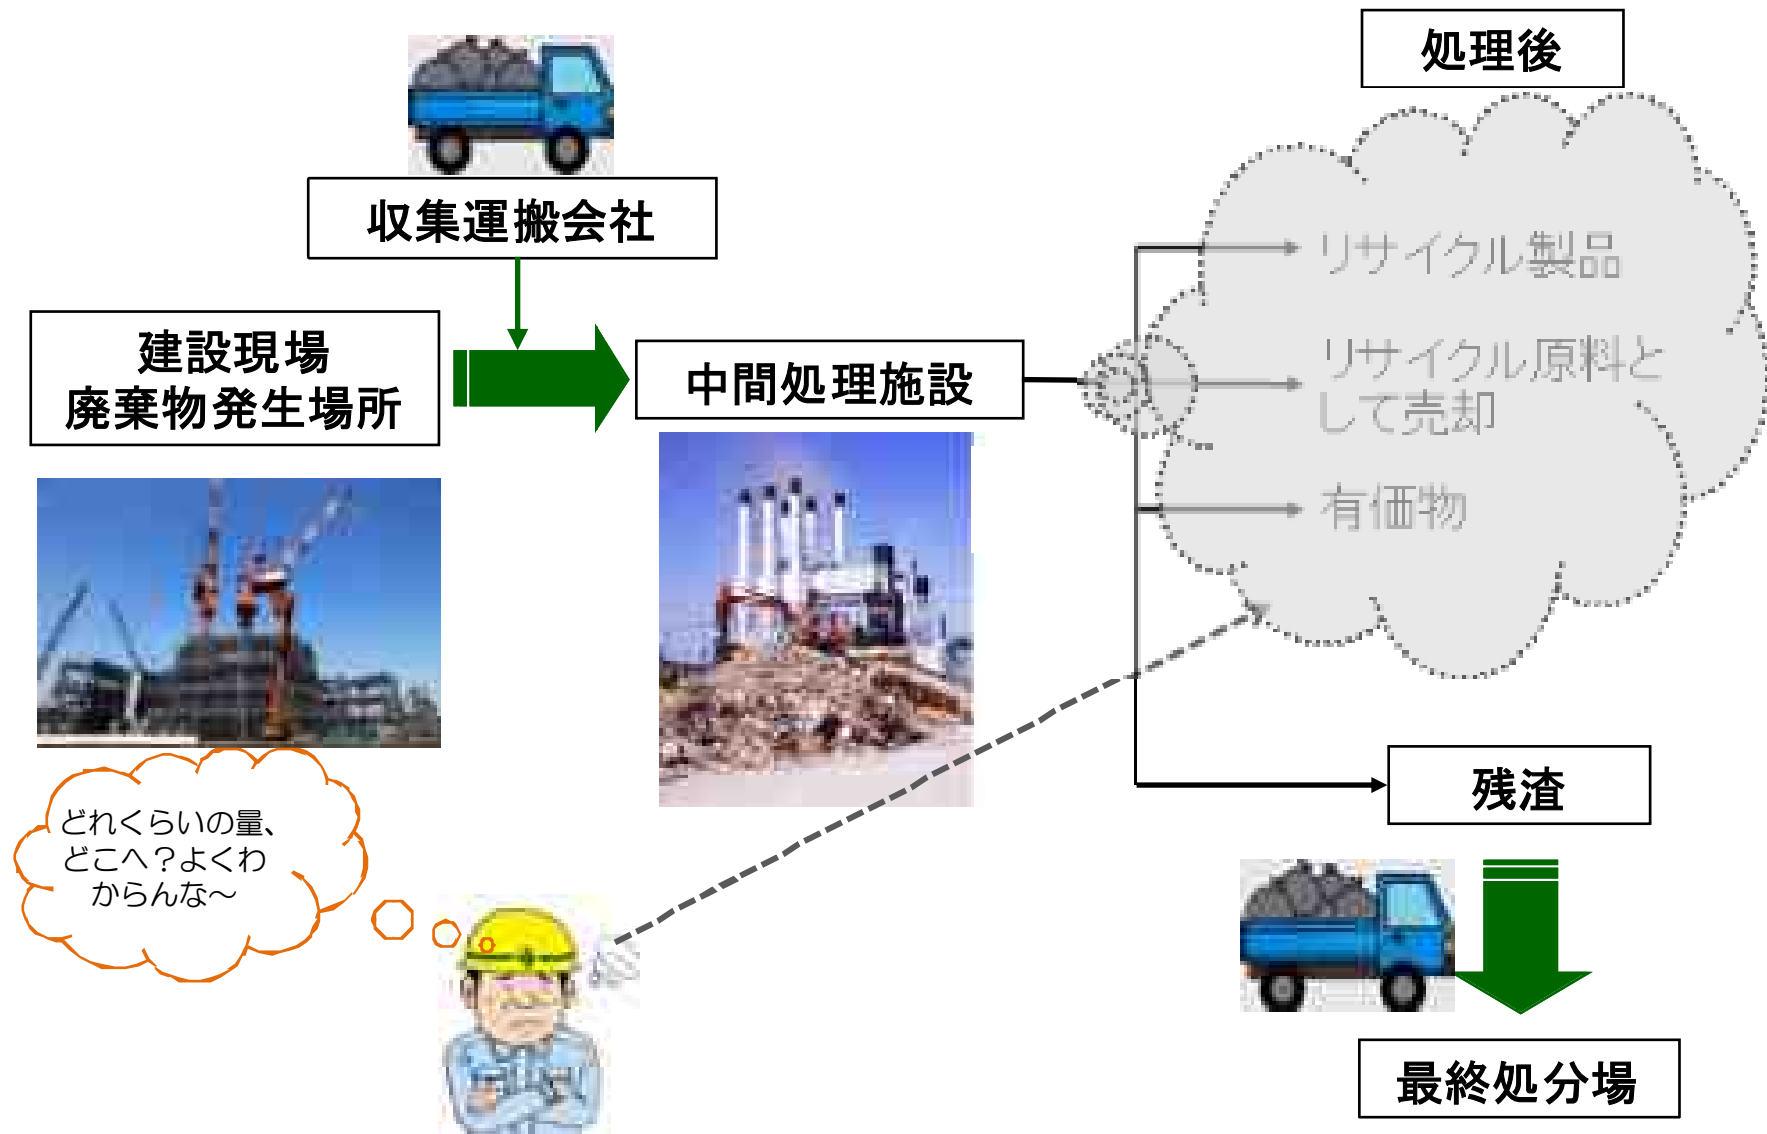 処理後
収集運搬会社
建設現場
廃棄物発生場所
中間処理施設
リサイクル製品
リサイクル原料と
して売却
有価物
どれくらいの量、
どこへ？よくわ
からんな～
残渣
最終処分場